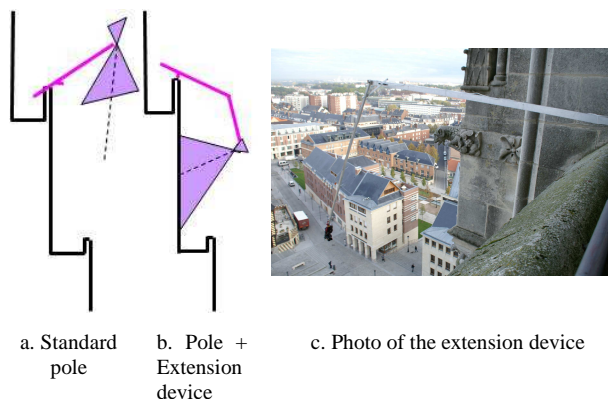 a. Standard
pole
b. Pole +
Extension
device
c. Photo of the extension device